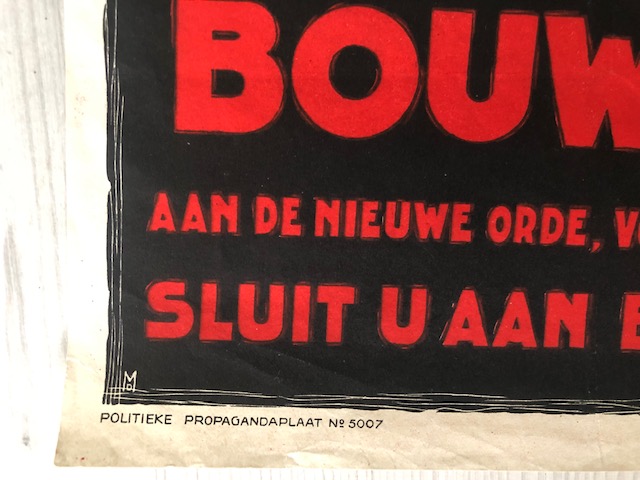 BOUW
AAN DE NIEUWE ORDE,
SLUIT U AAN
POLITIEKE PROPAGANDAPLAAT Nº 5007